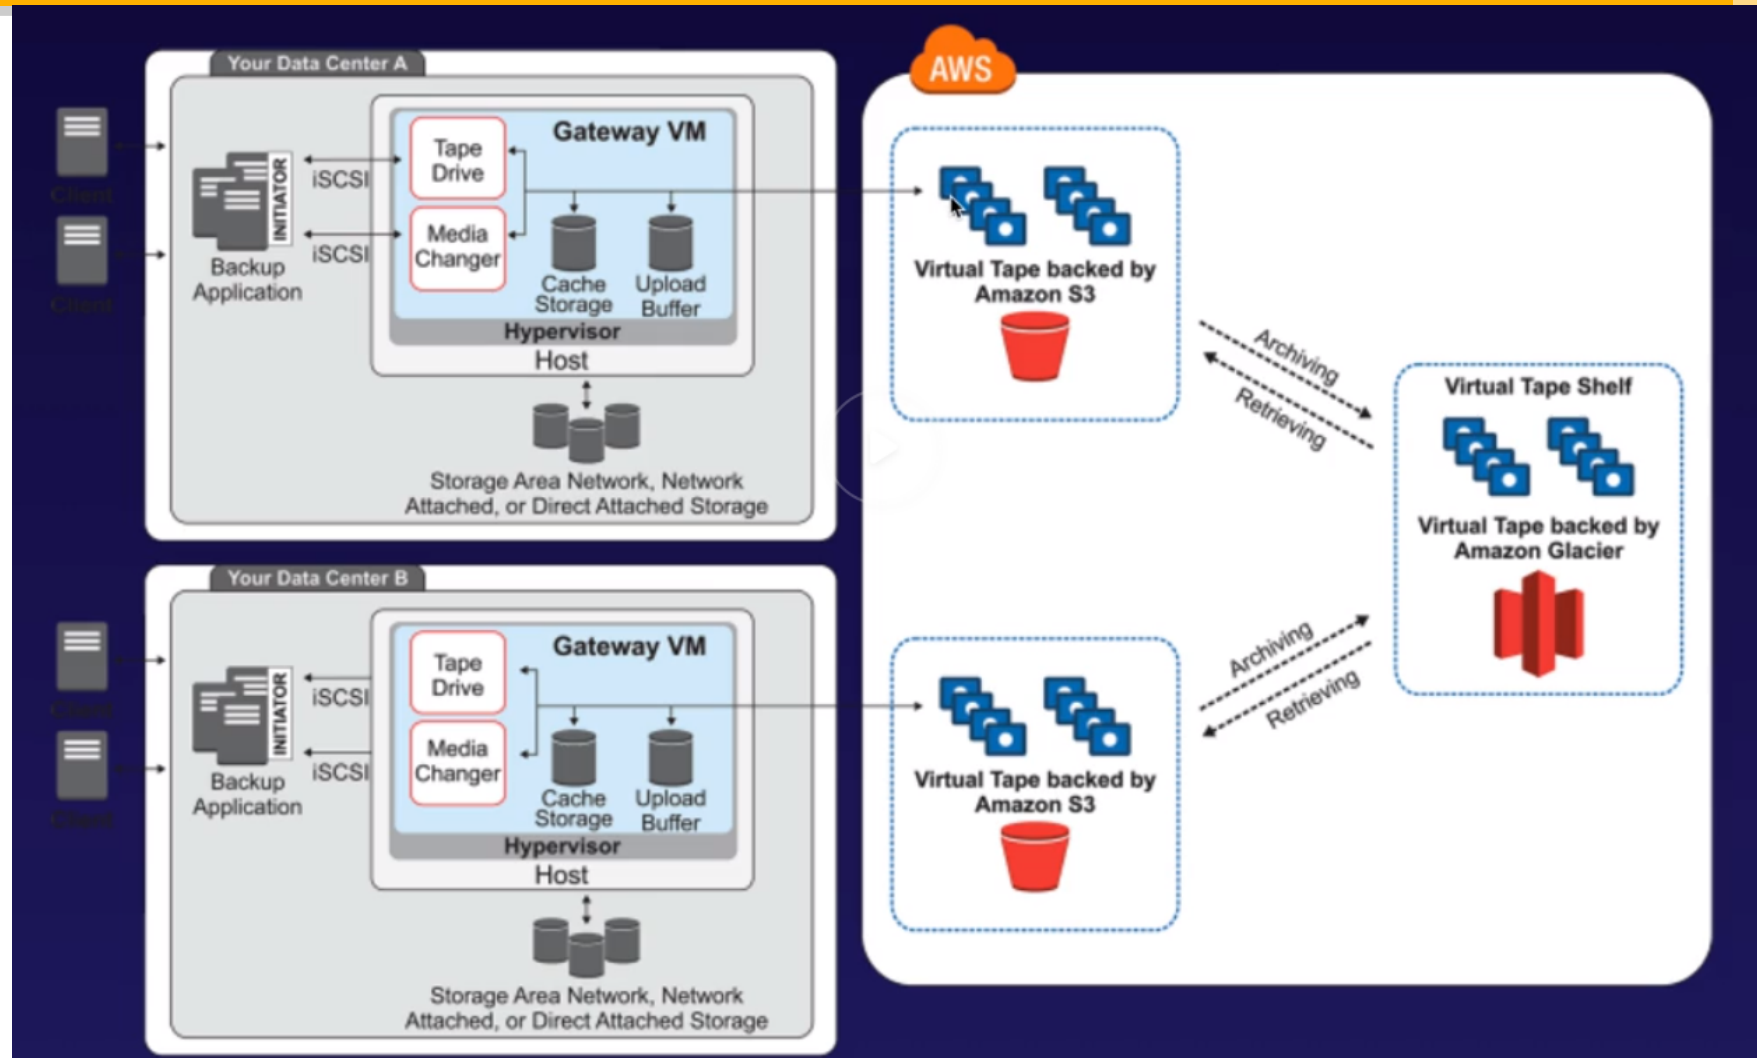 Your Data Center A
Client
Client
INITIATOR
Backup
Application
iSCSI
iSCSI
Gateway VM
Tape
Drive
Media
Changer
Cache
Storage
Upload
Buffer
Hypervisor
Host
Storage Area Network, Network
Attached, or Direct Attached Storage
Your Data Center B
Client
Client
INITIATOR
Backup
Application
iSCSI
iSCSI
Gateway VM
Tape
Drive
Media
Changer
Cache
Storage
Upload
Buffer
Hypervisor
Host
Storage Area Network, Network
Attached, or Direct Attached Storage
AWS
Virtual Tape backed by
Amazon S3
Archiving
Retrieving
Virtual Tape Shelf
Virtual Tape backed by
Amazon Glacier
Archiving
Retrieving
Virtual Tape backed by
Amazon S3